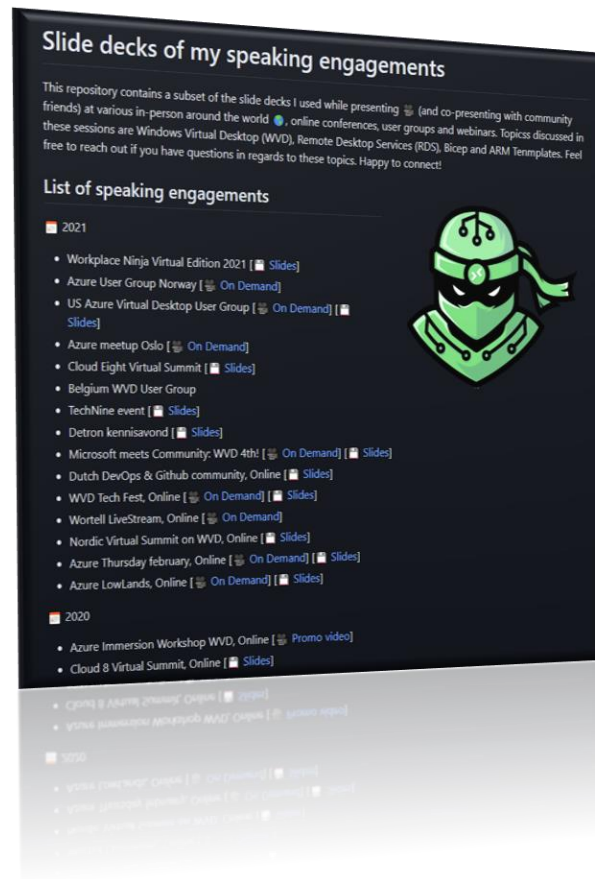 Slide decks of my speaking engagements
This repository contains a subset of the slide decks I used while presenting 🎥 (and co-presenting with community
friends) at various in-person around the world 🌍, online conferences, user groups and webinars. Topicss discussed in
these sessions are Windows Virtual Desktop (WVD), Remote Desktop Services (RDS), Bicep and ARM Tenmplates. Feel
free to reach out if you have questions in regards to these topics. Happy to connect!
List of speaking engagements
🗓 2021
• Workplace Ninja Virtual Edition 2021 [💾 Slides]
• Azure User Group Norway [🎥 On Demand]
• US Azure Virtual Desktop User Group [🎥 On Demand] [💾
Slides]
• Azure meetup Oslo [🎥 On Demand]
• Cloud Eight Virtual Summit [💾 Slides]
• Belgium WVD User Group
• TechNine event [💾 Slides]
• Detron kennisavond [💾 Slides]
• Microsoft meets Community: WVD 4th! [🎥 On Demand] [💾 Slides]
• Dutch DevOps & Github community, Online [💾 Slides]
• WVD Tech Fest, Online [🎥 On Demand] [💾 Slides]
• Wortell LiveStream, Online [🎥 On Demand]
• Nordic Virtual Summit on WVD, Online [💾 Slides]
• Azure Thursday february, Online [🎥 On Demand] [💾 Slides]
• Azure LowLands, Online [🎥 On Demand] [💾 Slides]
🗓 2020
• Azure Immersion Workshop WVD, Online [🎥 Promo video]
• Cloud 8 Virtual Summit, Online [💾 Slides]